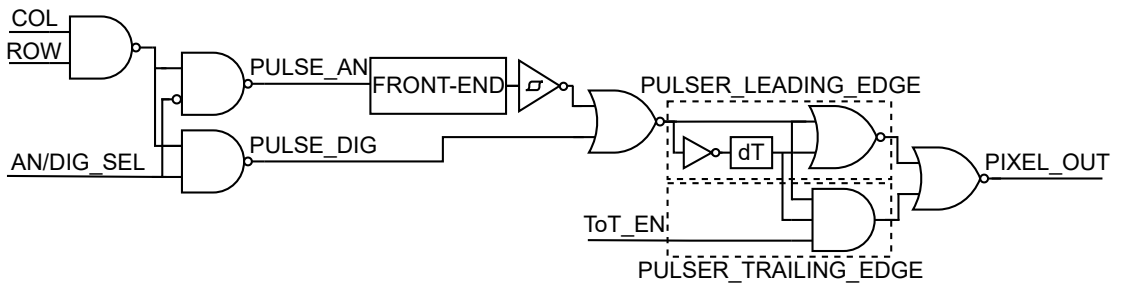 COL
ROW
PULSE_AN
FRONT-END
PULSER_LEADING_EDGE
dT
AN/DIG_SEL
PULSE_DIG
PIXEL_OUT
ToT_EN
PULSER_TRAILING_EDGE